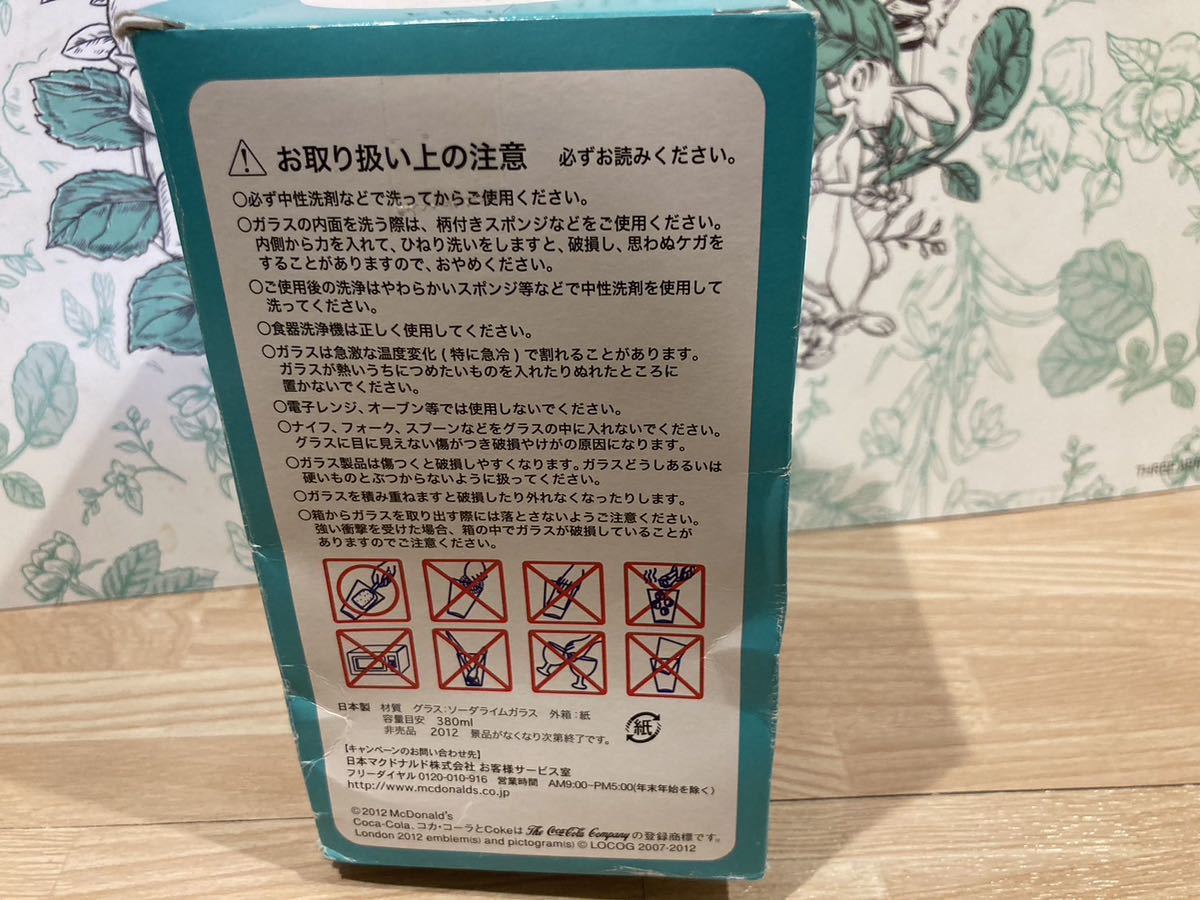 お取り扱い上の注意 必ずお読みください。
○必ず中性洗剤などで洗ってからご使用ください。
○ガラスの内面を洗う際は、柄付きスポンジなどをご使用ください。
内側から力を入れて、ひねり洗いをしますと、破損し、思わぬケガを
することがありますので、おやめください。
○ご使用後の洗浄はやわらかいスポンジ等などで中性洗剤を使用して
洗ってください。
○食器洗浄機は正しく使用してください。
○ガラスは急激な温度変化(特に急冷)で割れることがあります。
ガラスが熱いうちにつめたいものを入れたりぬれたところに
置かないでください。
○電子レンジ、オーブン等では使用しないでください。
○ナイフ、フォーク、スプーンなどをグラスの中に入れないでください。
グラスに目に見えない傷がつき破損やけがの原因になります。
○ガラス製品は傷つくと破損しやすくなります。ガラスどうしあるいは
硬いものとぶつからないように扱ってください。
○ガラスを積み重ねますと破損したり外れなくなったりします。
○箱からガラスを取り出す際には落とさないようご注意ください。
強い衝撃を受けた場合、箱の中でガラスが破損していることが
ありますのでご注意ください。
日本製 材質 グラス:ソーダライムガラス 外箱:紙
容量目安 380ml
非売品 2012 景品がなくなり次第終了です。
紙
【キャンペーンのお問い合わせ先】
日本マクドナルド株式会社 お客様サービス室
フリーダイヤル 0120-010-916 営業時間 AM9:00~PM5:00(年末年始を除く)
http://www.mcdonalds.co.jp
©2012 McDonald's
Coca-Cola、コカ・コーラとCokeは The Coca-Cola Company の登録商標です。
London 2012 emblem(s) and pictogram(s) © LOCOG 2007-2012